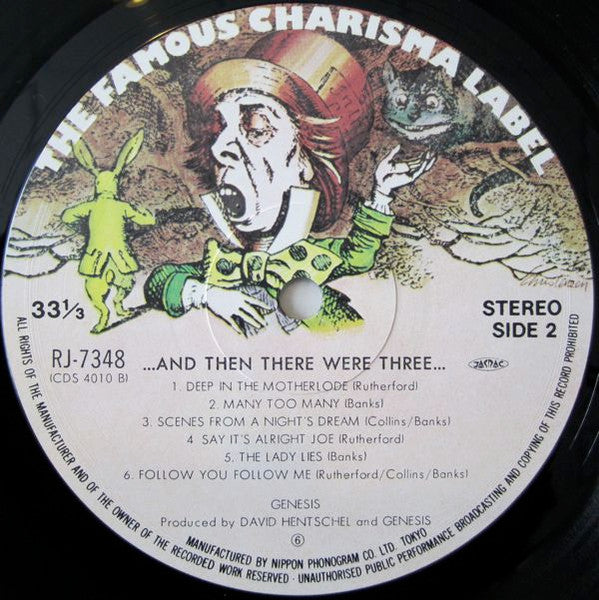 THE FAMOUS CHARISMA LABEL
33 1/3
STEREO
SIDE 2
RJ-7348
(CDS 4010 B)
...AND THEN THERE WERE THREE...
JASRAC
1. DEEP IN THE MOTHERLODE (Rutherford)
2. MANY TOO MANY (Banks)
3. SCENES FROM A NIGHT'S DREAM (Collins/Banks)
4 SAY IT'S ALRIGHT JOE (Rutherford)
5. THE LADY LIES (Banks)
6. FOLLOW YOU FOLLOW ME (Rutherford/Collins/Banks)
GENESIS
Produced by DAVID HENTSCHEL and GENESIS
6
MANUFACTURED BY NIPPON PHONOGRAM CO. LTD. TOKYO
ALL RIGHTS OF THE MANUFACTURER AND OF THE OWNER OF THE RECORDED WORK RESERVED · UNAUTHORISED PUBLIC PERFORMANCE BROADCASTING AND COPYING OF THIS RECORD PROHIBITED